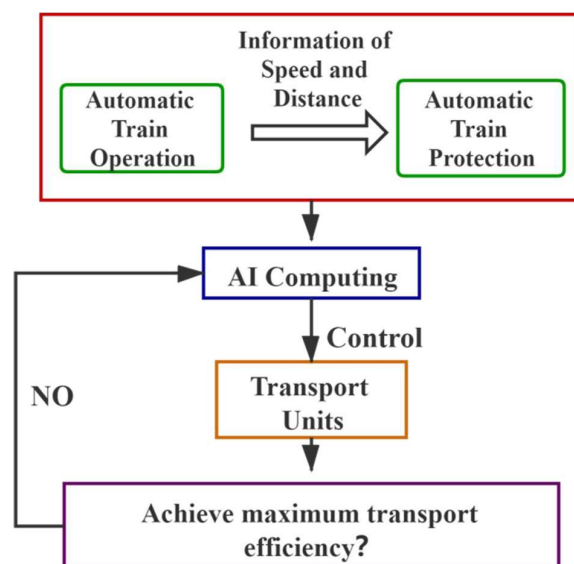 Information of
Speed and
Distance
Automatic
Train
Operation
Automatic
Train
Protection
AI Computing
Control
Transport
Units
NO
Achieve maximum transport
efficiency?